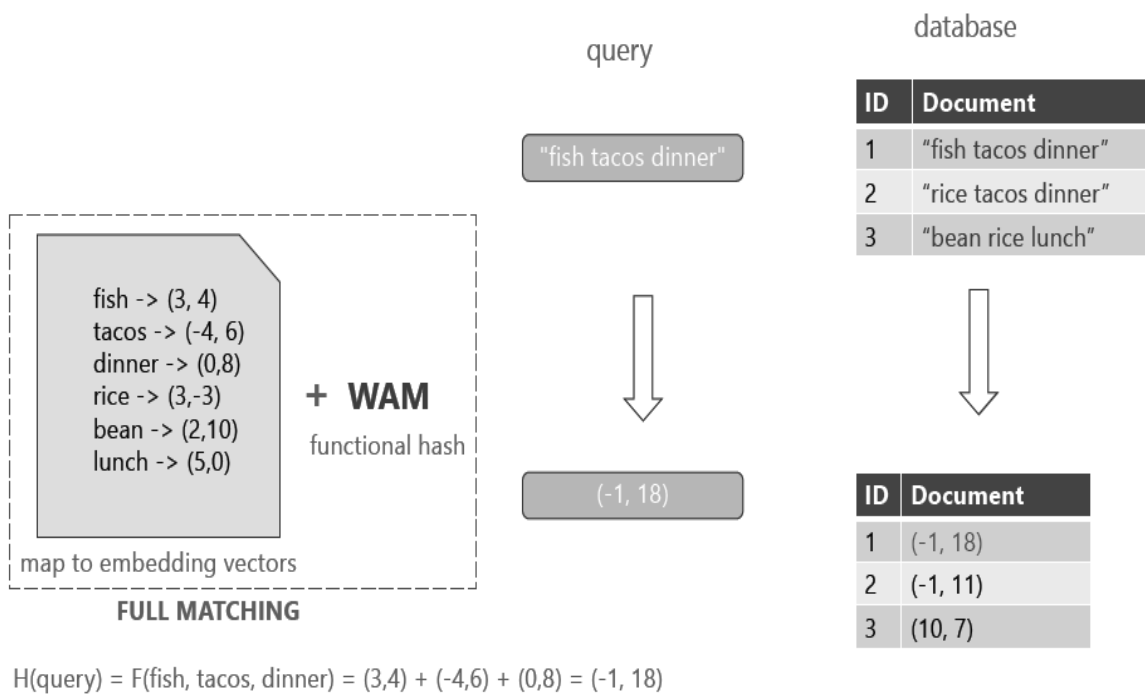 query
database
"fish tacos dinner"
ID Document
1 “fish tacos dinner”
2 “rice tacos dinner”
3 “bean rice lunch”
fish -> (3, 4)
tacos -> (-4, 6)
dinner -> (0,8)
rice -> (3,-3)
bean -> (2,10)
lunch -> (5,0)
+ WAM
functional hash
map to embedding vectors
FULL MATCHING
(-1, 18)
ID Document
1 (-1, 18)
2 (-1, 11)
3 (10, 7)
H(query) = F(fish, tacos, dinner) = (3,4) + (-4,6) + (0,8) = (-1, 18)